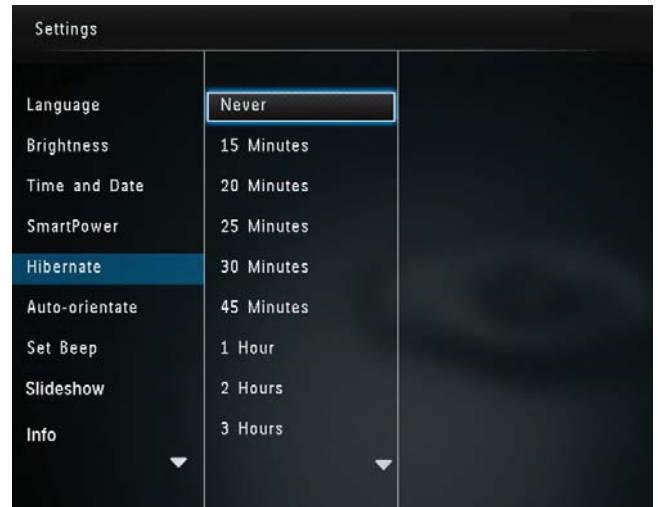 Settings
Language
Brightness
Time and Date
SmartPower
Hibernate
Auto-orientate
Set Beep
Slideshow
Info
Never
15 Minutes
20 Minutes
25 Minutes
30 Minutes
45 Minutes
1 Hour
2 Hours
3 Hours